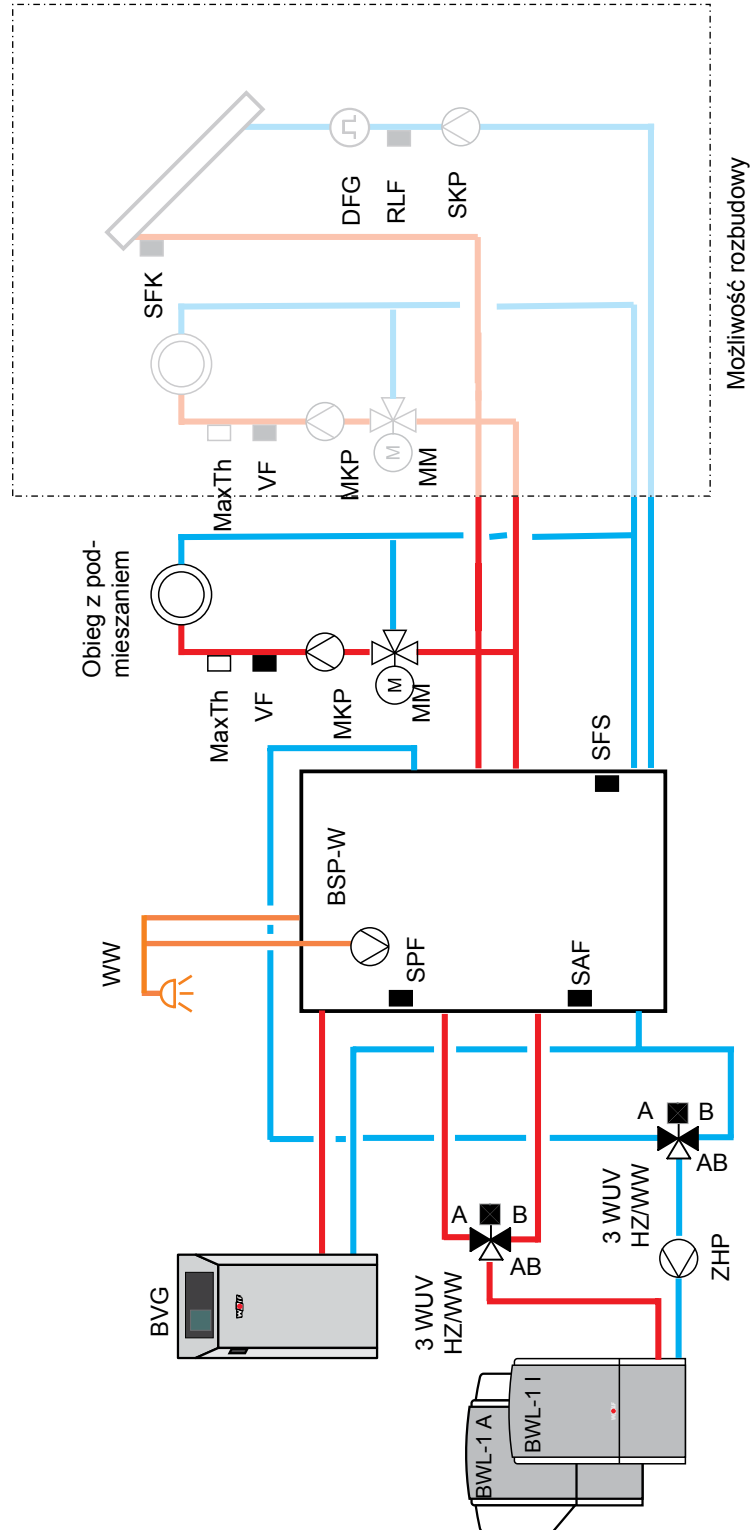 BWL-1 A
BWL-1 I
BVG
3 WUV
HZ/WW
A
B
AB
ZHP
3 WUV
HZ/WW
A
B
AB
WW
BSP-W
SPF
SAF
SFS
Obieg z pod-
mieszaniem
MaxTh
VF
MKP
MM
M
MaxTh
VF
MKP
MM
M
SFK
DFG
RLF
SKP
Możliwość rozbudowy